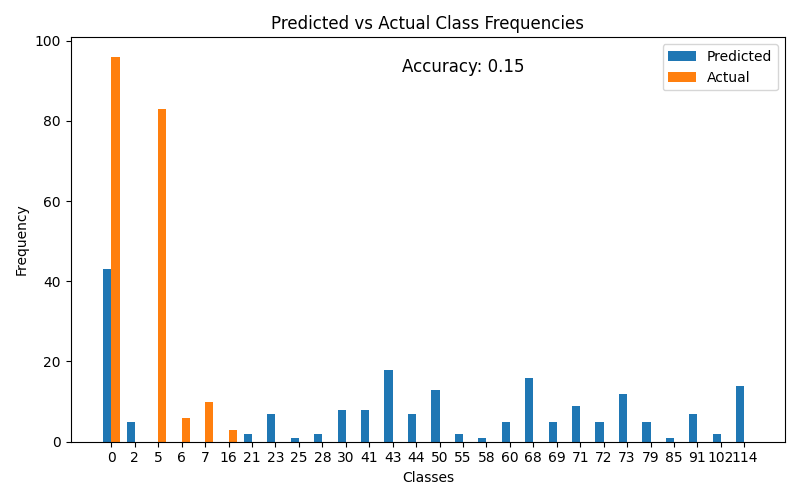 Predicted vs Actual Class Frequencies
Accuracy: 0.15
Predicted
Actual
100
80
60
40
20
0
Frequency
0 2 5 6 7 16 21 23 25 28 30 41 43 44 50 55 58 60 68 69 71 72 73 79 85 91 102 114
Classes